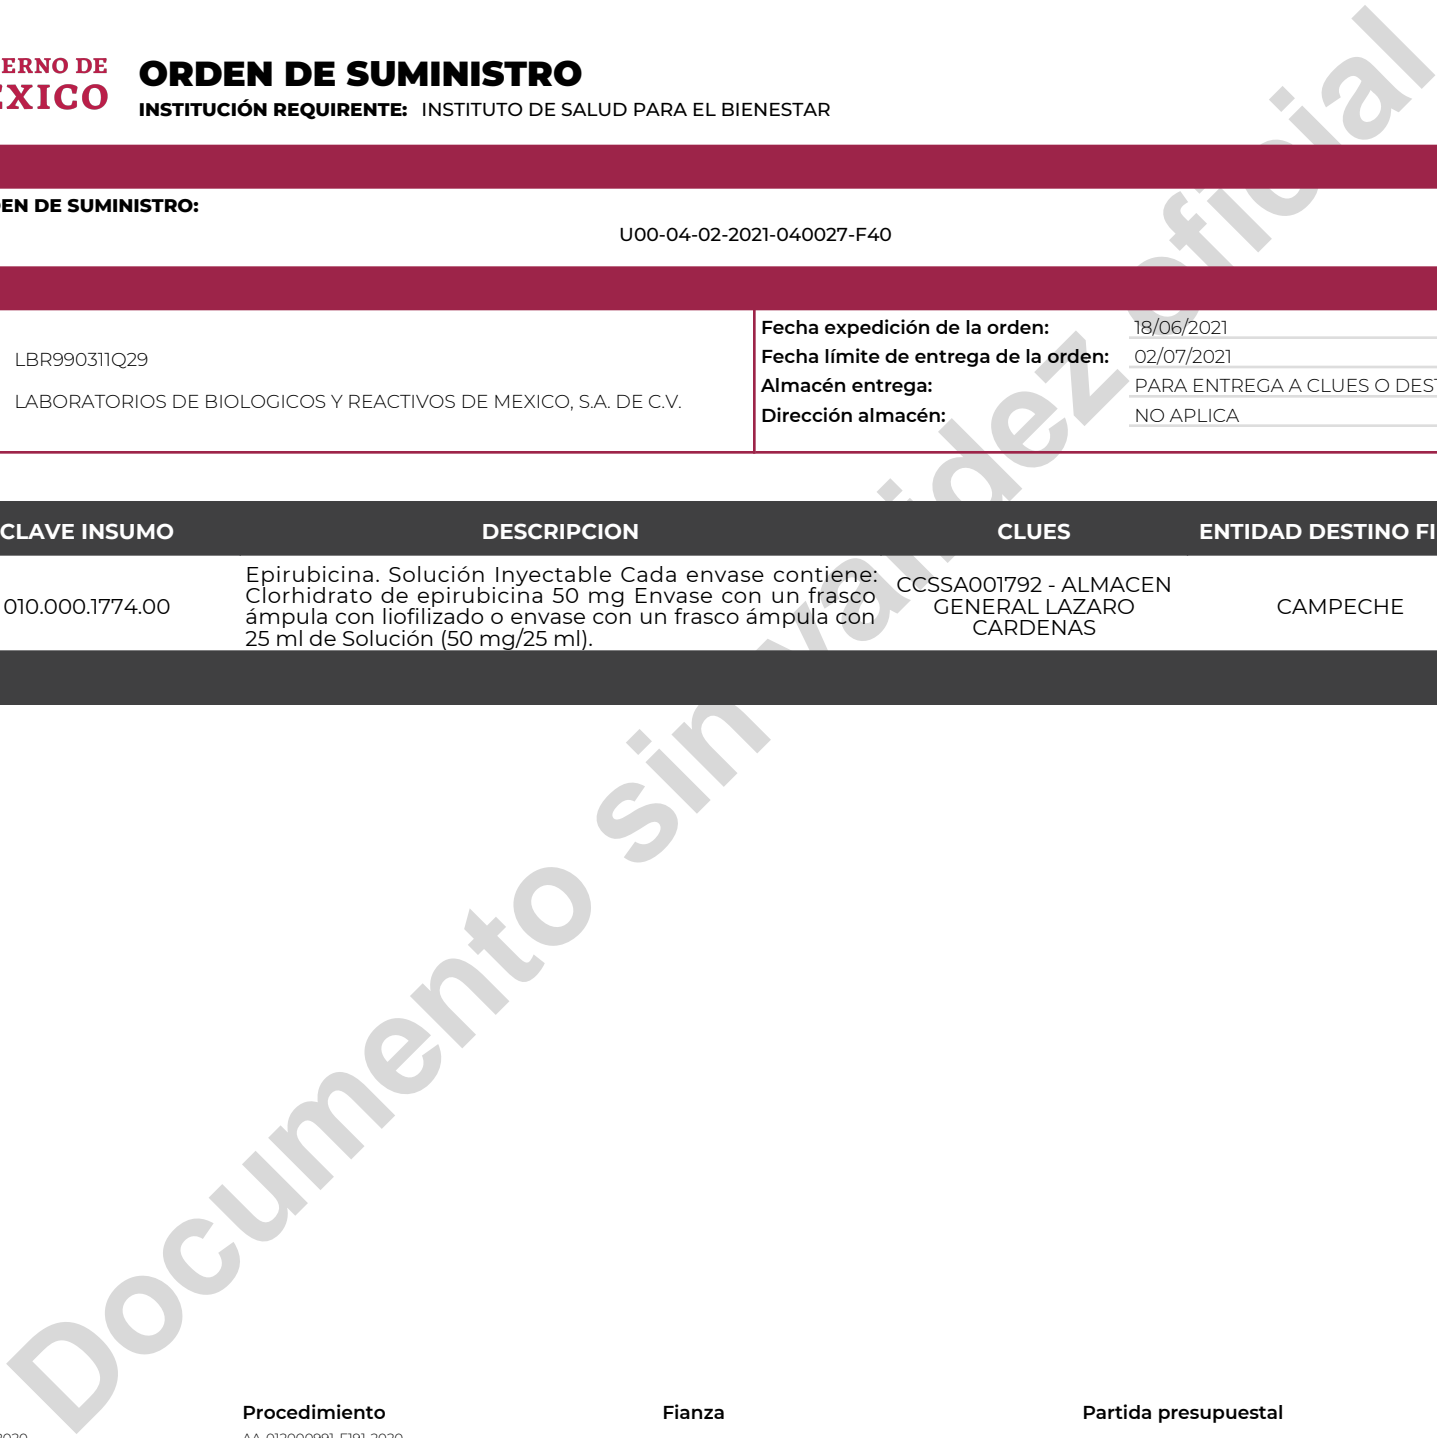 ERNO DE
ORDEN DE SUMINISTRO
EXICO
INSTITUCIÓN REQUIRENTE: INSTITUTO DE SALUD PARA EL BIENESTAR
EN DE SUMINISTRO:
U00-04-02-2021-040027-F40
LBR990311Q29
LABORATORIOS DE BIOLOGICOS Y REACTIVOS DE MEXICO, S.A. DE C.V.
Fecha expedición de la orden: 18/06/2021
Fecha límite de entrega de la orden: 02/07/2021
Almacén entrega: PARA ENTREGA A CLUES O DEST
Dirección almacén: NO APLICA
CLAVE INSUMO DESCRIPCION CLUES ENTIDAD DESTINO FI
010.000.1774.00
Epirubicina. Solución Inyectable Cada envase contiene:
Clorhidrato de epirubicina 50 mg Envase con un frasco
ámpula con liofilizado o envase con un frasco ámpula con
25 ml de Solución (50 mg/25 ml).
CCSSA001792 - ALMACEN
GENERAL LAZARO
CARDENAS
CAMPECHE
Documento sin validez oficial
Procedimiento Fianza Partida presupuestal